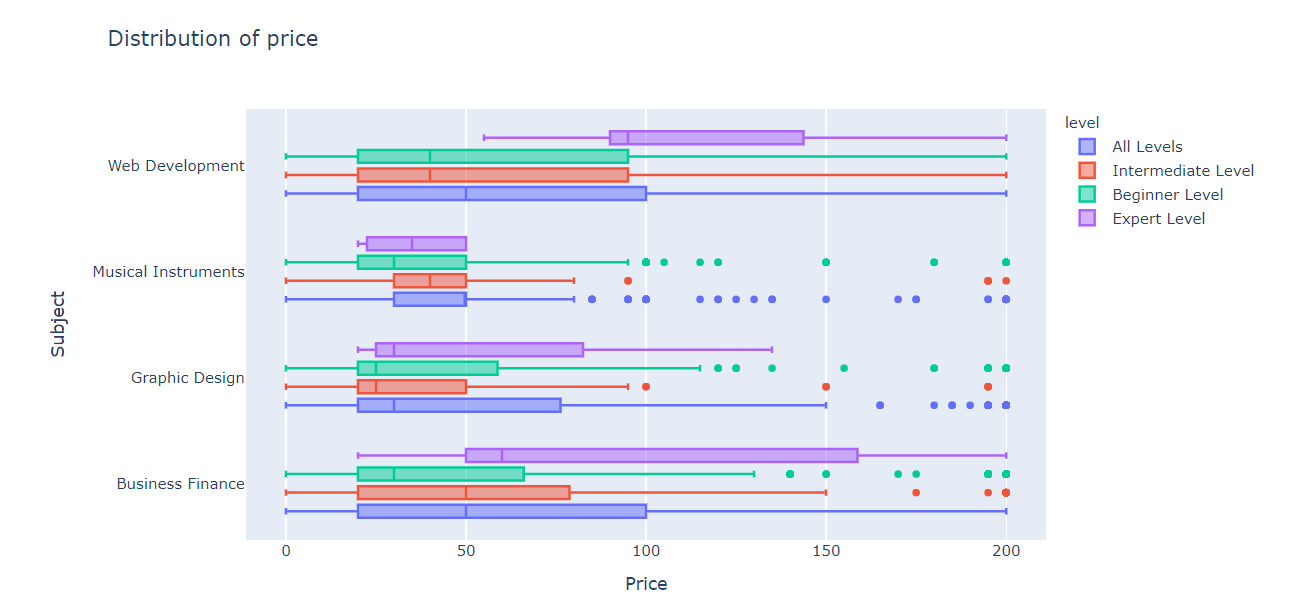 Distribution of price
level
All Levels
Intermediate Level
Beginner Level
Expert Level
Web Development
Musical Instruments
Graphic Design
Business Finance
Subject
0 50 100 150 200
Price